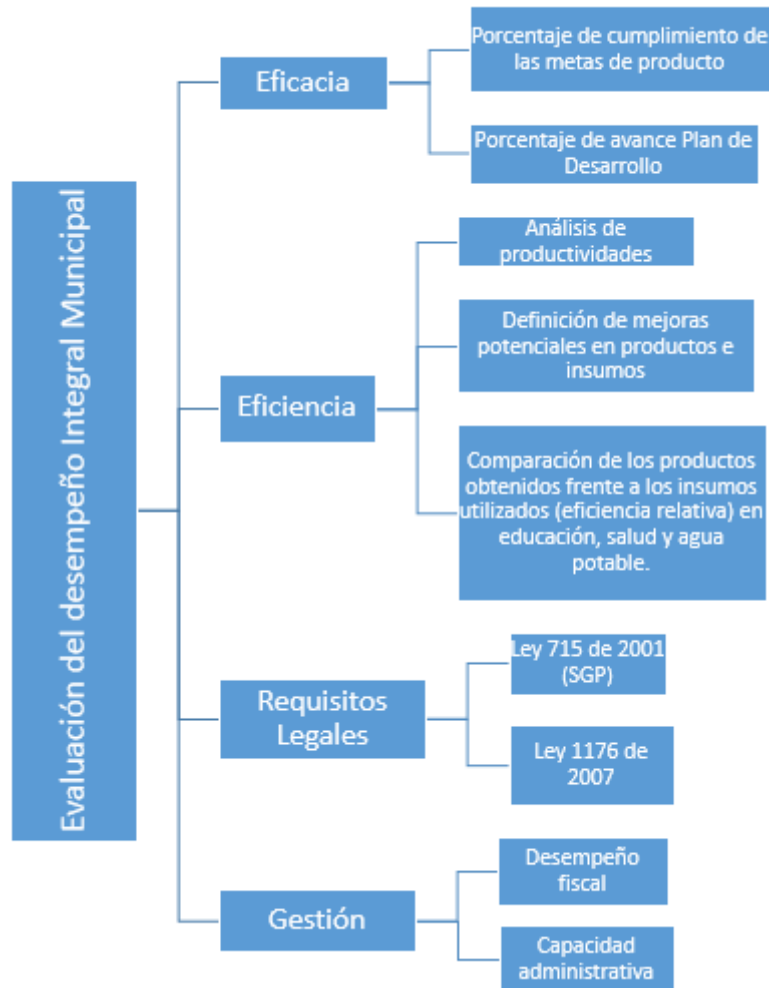 Evaluación del desempeño Integral Municipal
Eficacia
Porcentaje de cumplimiento de
las metas de producto
Porcentaje de avance Plan de
Desarrollo
Eficiencia
Análisis de
productividades
Definición de mejoras
potenciales en productos e
insumos
Comparación de los productos
obtenidos frente a los insumos
utilizados (eficiencia relativa) en
educación, salud y agua
potable.
Requisitos
Legales
Ley 715 de 2001
(SGP)
Ley 1176 de
2007
Gestión
Desempeño
fiscal
Capacidad
administrativa